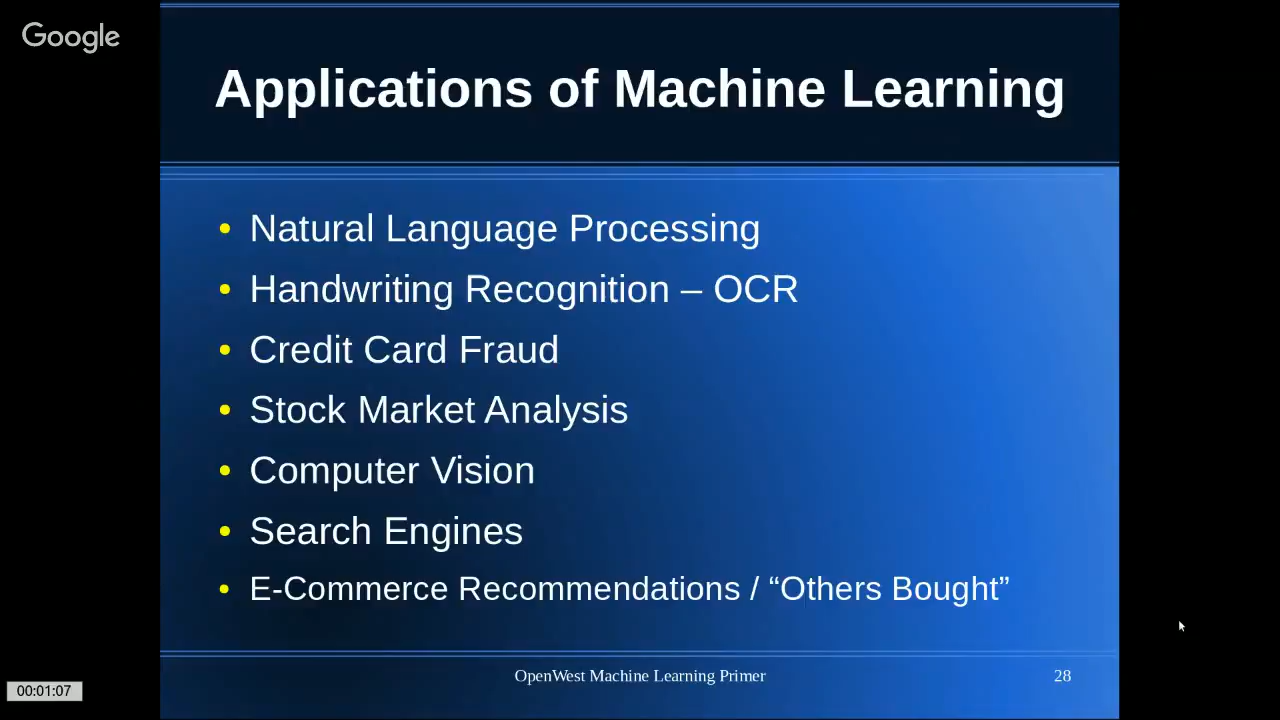 Google
Applications of Machine Learning
• Natural Language Processing
• Handwriting Recognition – OCR
• Credit Card Fraud
• Stock Market Analysis
• Computer Vision
• Search Engines
• E-Commerce Recommendations / “Others Bought”
OpenWest Machine Learning Primer 28
00:01:07